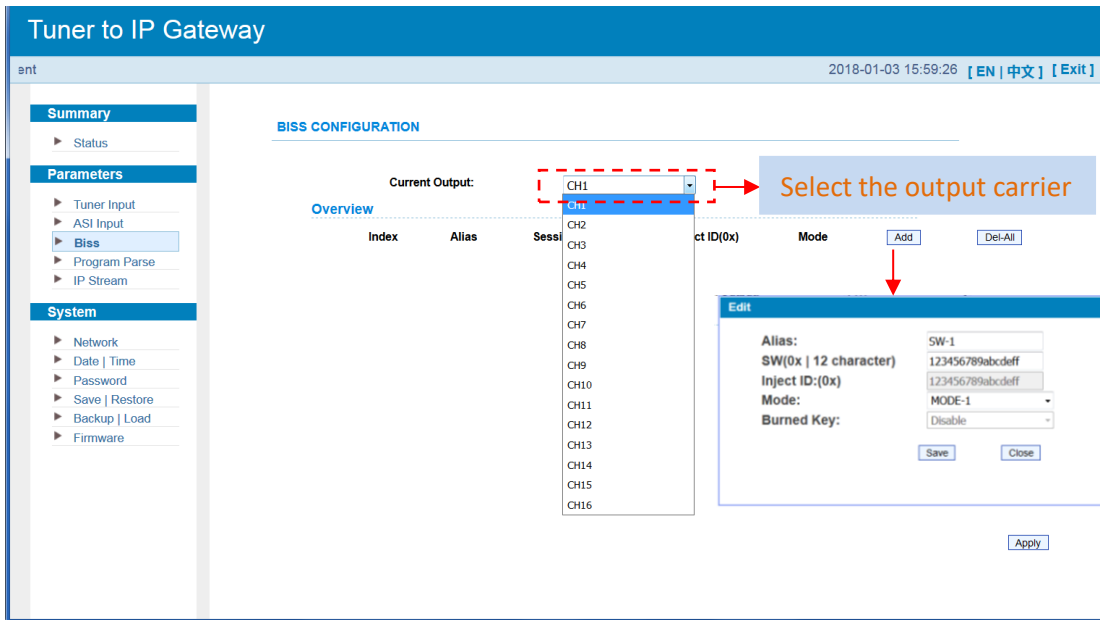 Tuner to IP Gateway
ent 2018-01-03 15:59:26 [ EN | 中文 ] [ Exit ]
Summary
Status
Parameters
Tuner Input
ASI Input
Biss
Program Parse
IP Stream
System
Network
Date | Time
Password
Save | Restore
Backup | Load
Firmware
BISS CONFIGURATION
Current Output: CH1
Select the output carrier
Overview
Index Alias Sessi ct ID(0x) Mode Add Del-All
CH1
CH2
CH3
CH4
CH5
CH6
CH7
CH8
CH9
CH10
CH11
CH12
CH13
CH14
CH15
CH16
Edit
Alias: SW-1
SW(0x | 12 character) 123456789abcdeff
Inject ID:(0x) 123456789abcdeff
Mode: MODE-1
Burned Key: Disable
Save Close
Apply